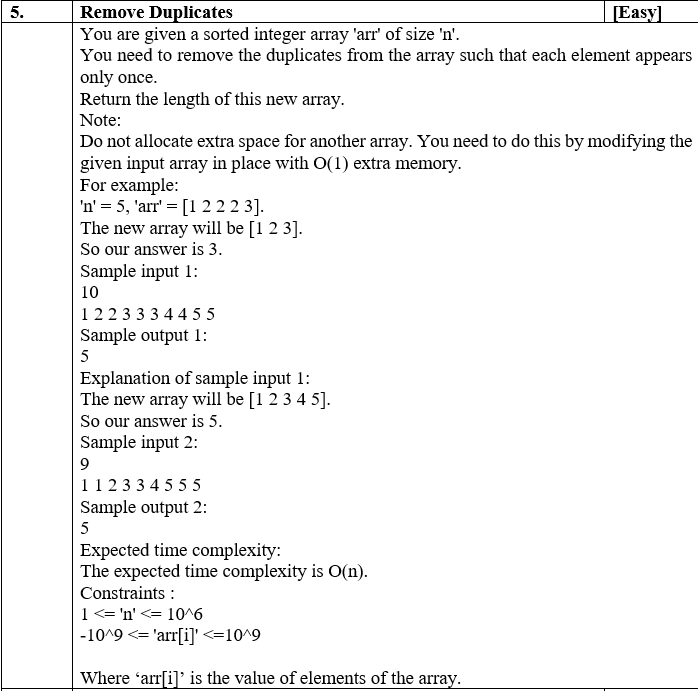 5. Remove Duplicates [Easy]
You are given a sorted integer array 'arr' of size 'n'.
You need to remove the duplicates from the array such that each element appears
only once.
Return the length of this new array.
Note:
Do not allocate extra space for another array. You need to do this by modifying the
given input array in place with O(1) extra memory.
For example:
'n' = 5, 'arr' = [1 2 2 2 3].
The new array will be [1 2 3].
So our answer is 3.
Sample input 1:
10
1 2 2 3 3 3 4 4 5 5
Sample output 1:
5
Explanation of sample input 1:
The new array will be [1 2 3 4 5].
So our answer is 5.
Sample input 2:
9
1 1 2 3 3 4 5 5 5
Sample output 2:
5
Expected time complexity:
The expected time complexity is O(n).
Constraints :
1 <= 'n' <= 10^6
-10^9 <= 'arr[i]' <=10^9
Where ‘arr[i]’ is the value of elements of the array.